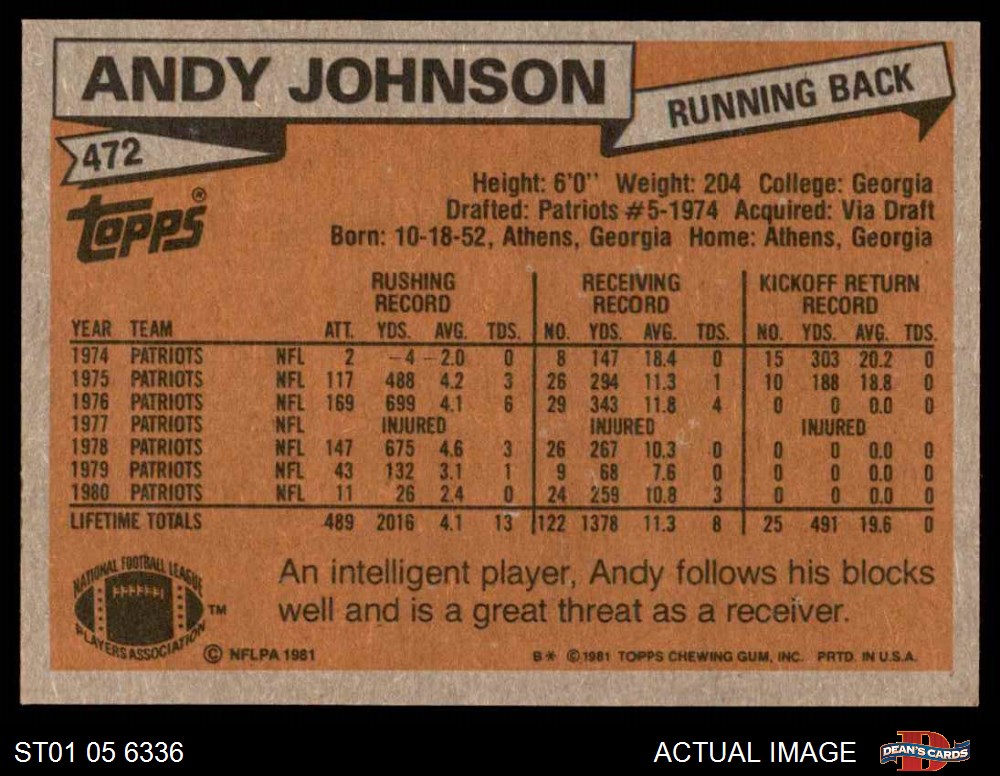 ANDY JOHNSON
RUNNING BACK
472
TOPPS®
Height: 6'0'' Weight: 204 College: Georgia
Drafted: Patriots #5-1974 Acquired: Via Draft
Born: 10-18-52, Athens, Georgia Home: Athens, Georgia
RUSHING RECORD RECEIVING RECORD KICKOFF RETURN RECORD
YEAR TEAM ATT. YDS. AVG. TDS. NO. YDS. AVG. TDS. NO. YDS. AVG. TDS.
1974 PATRIOTS NFL 2 –4 –2.0 0 8 147 18.4 0 15 303 20.2 0
1975 PATRIOTS NFL 117 488 4.2 3 26 294 11.3 1 10 188 18.8 0
1976 PATRIOTS NFL 169 699 4.1 6 29 343 11.8 4 0 0 0.0 0
1977 PATRIOTS NFL INJURED INJURED INJURED
1978 PATRIOTS NFL 147 675 4.6 3 26 267 10.3 0 0 0 0.0 0
1979 PATRIOTS NFL 43 132 3.1 1 9 68 7.6 0 0 0 0.0 0
1980 PATRIOTS NFL 11 26 2.4 0 24 259 10.8 3 0 0 0.0 0
LIFETIME TOTALS 489 2016 4.1 13 122 1378 11.3 8 25 491 19.6 0
An intelligent player, Andy follows his blocks
well and is a great threat as a receiver.
NATIONAL FOOTBALL LEAGUE
PLAYERS ASSOCIATION
TM
© NFLPA 1981
B* © 1981 TOPPS CHEWING GUM, INC. PRTD. IN U.S.A.
ST01 05 6336
ACTUAL IMAGE
D
DEAN'S CARDS